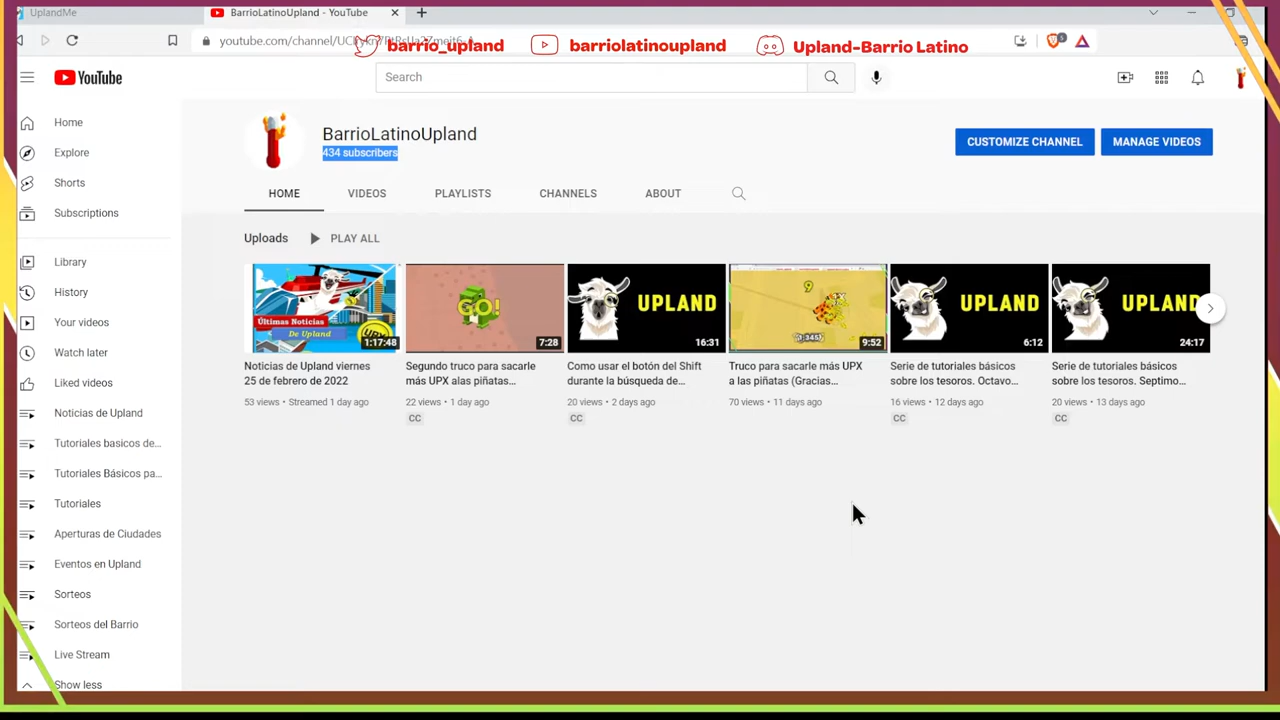 UplandMe
BarrioLatinoUpland - YouTube
barrio_upland barriolatinoupland Upland-Barrio Latino
YouTube
Search
BarrioLatinoUpland
434 subscribers
CUSTOMIZE CHANNEL MANAGE VIDEOS
HOME VIDEOS PLAYLISTS CHANNELS ABOUT
Home
Explore
Shorts
Subscriptions
Library
History
Your videos
Watch later
Liked videos
Noticias de Upland
Tutoriales basicos de...
Tutoriales Básicos pa...
Tutoriales
Aperturas de Ciudades
Eventos en Upland
Sorteos
Sorteos del Barrio
Live Stream
Show less
Uploads PLAY ALL
Últimas Noticias
De Upland
1:17:48
Noticias de Upland viernes
25 de febrero de 2022
53 views • Streamed 1 day ago
GO!
7:28
Segundo truco para sacarle
más UPX alas piñatas...
22 views • 1 day ago
CC
UPLAND
16:31
Como usar el botón del Shift
durante la búsqueda de...
20 views • 2 days ago
CC
9
9:52
Truco para sacarle más UPX
a las piñatas (Gracias...
70 views • 11 days ago
UPLAND
6:12
Serie de tutoriales básicos
sobre los tesoros. Octavo...
16 views • 12 days ago
CC
UPLAND
24:17
Serie de tutoriales básicos
sobre los tesoros. Septimo...
20 views • 13 days ago
CC